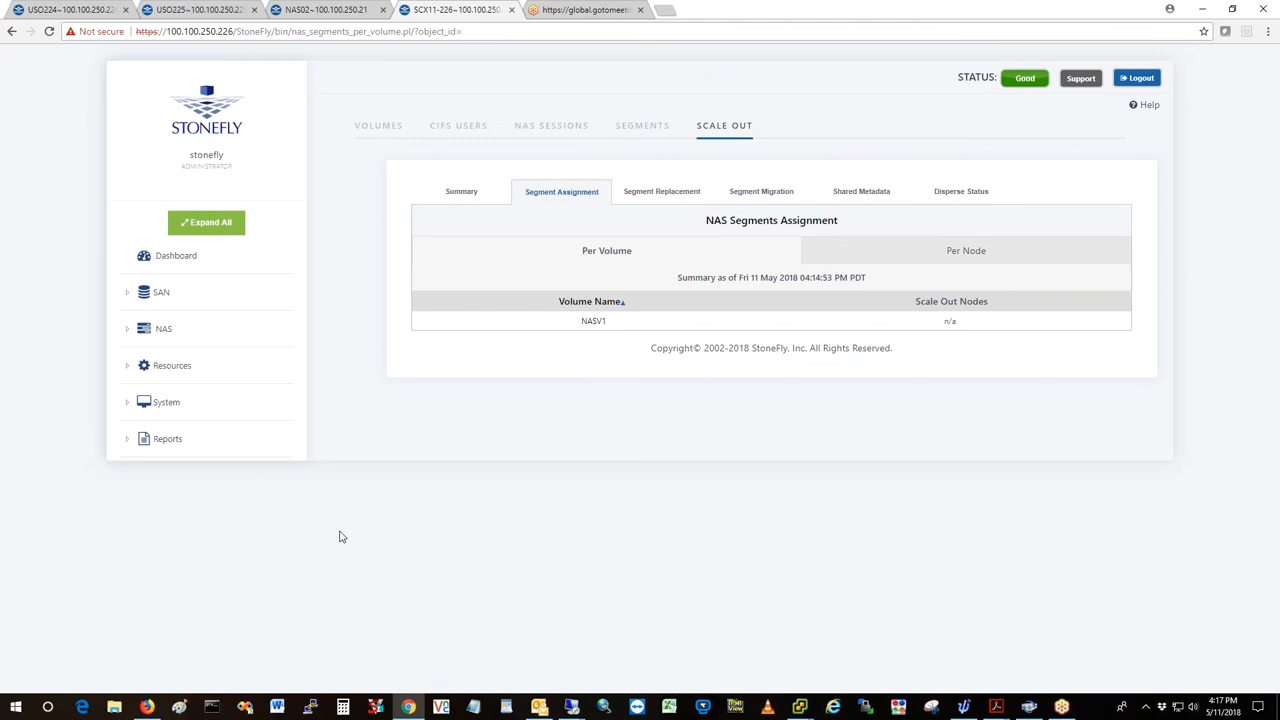 USO224~100.100.250.224
USO225~100.100.250.225
NAS02~100.100.250.21
SCX11-226~100.100.250.
https://global.gotomeeti
Not secure
https://100.100.250.226/StoneFly/bin/nas_segments_per_volume.pl/?object_id=
STATUS:
Good
Support
Logout
Help
STONEFLY
stonefly
ADMINISTRATOR
Expand All
Dashboard
SAN
NAS
Resources
System
Reports
VOLUMES
CIFS USERS
NAS SESSIONS
SEGMENTS
SCALE OUT
Summary
Segment Assignment
Segment Replacement
Segment Migration
Shared Metadata
Disperse Status
NAS Segments Assignment
Per Volume
Per Node
Summary as of Fri 11 May 2018 04:14:53 PM PDT
Volume Name
Scale Out Nodes
NASV1
n/a
Copyright© 2002-2018 StoneFly, Inc. All Rights Reserved.
4:17 PM
5/11/2018